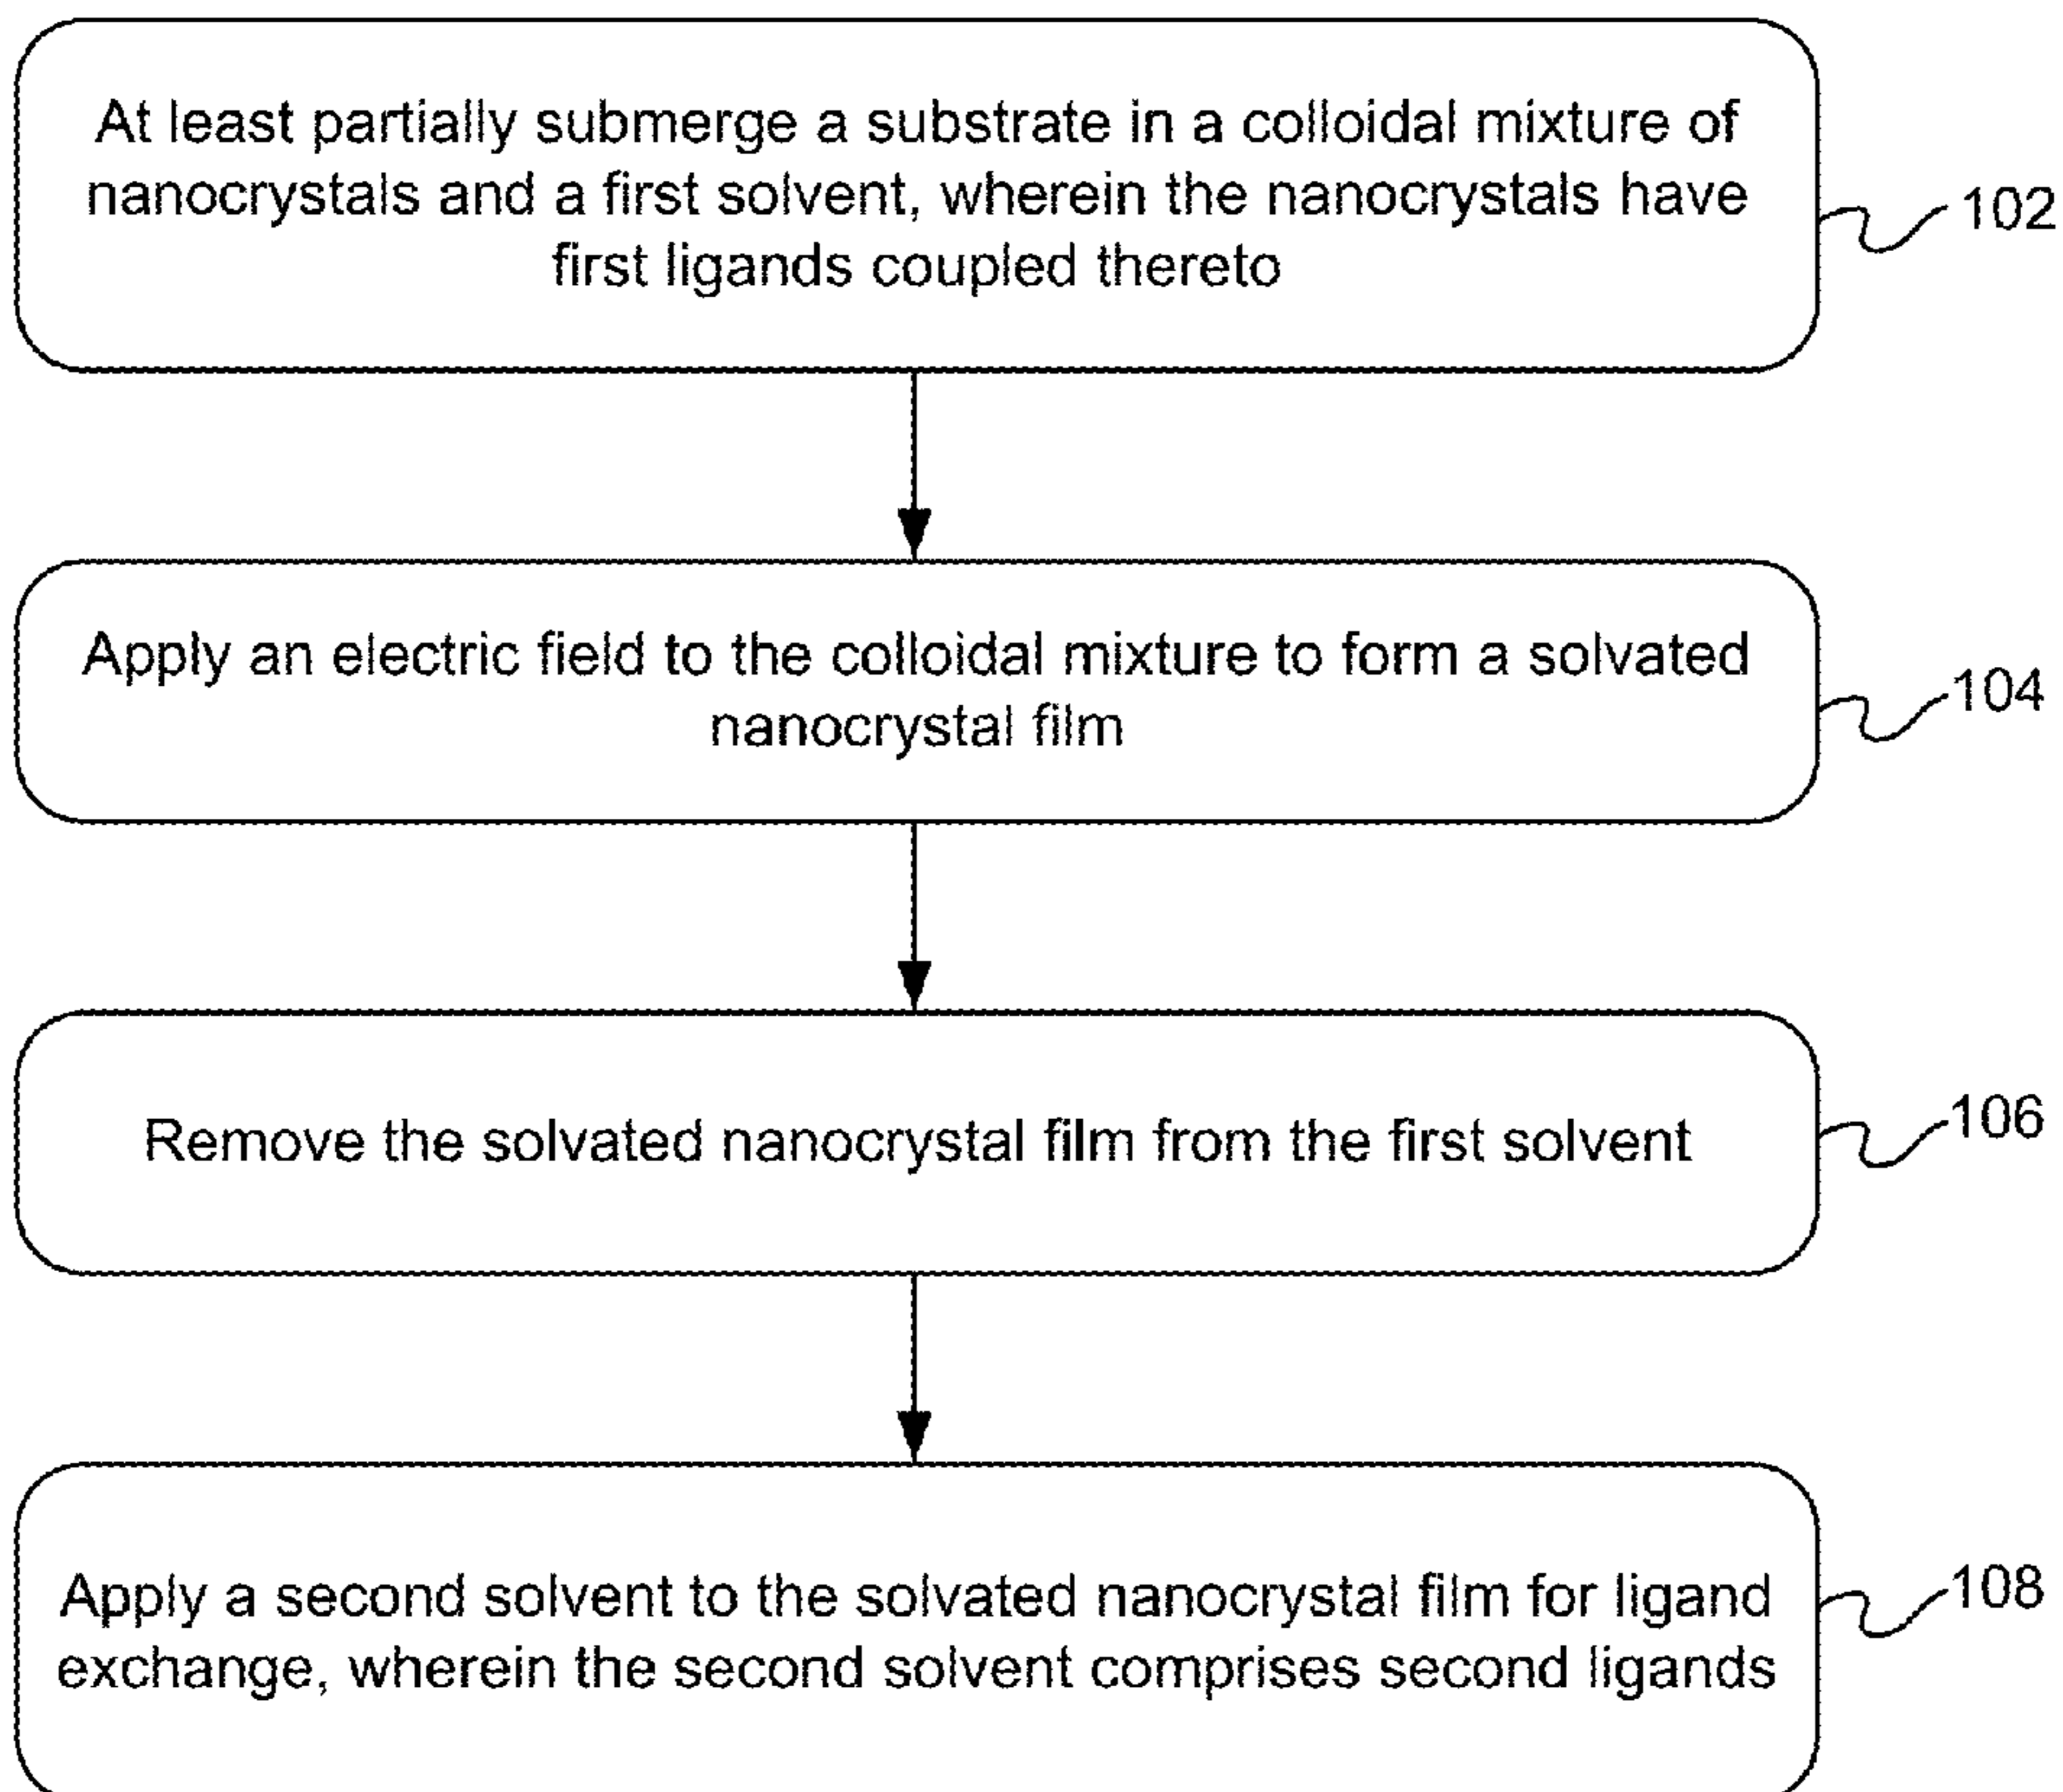 At least partially submerge a substrate in a colloidal mixture of
nanocrystals and a first solvent, wherein the nanocrystals have
first ligands coupled thereto
102
Apply an electric field to the colloidal mixture to form a solvated
nanocrystal film
104
Remove the solvated nanocrystal film from the first solvent
106
Apply a second solvent to the solvated nanocrystal film for ligand
exchange, wherein the second solvent comprises second ligands
108